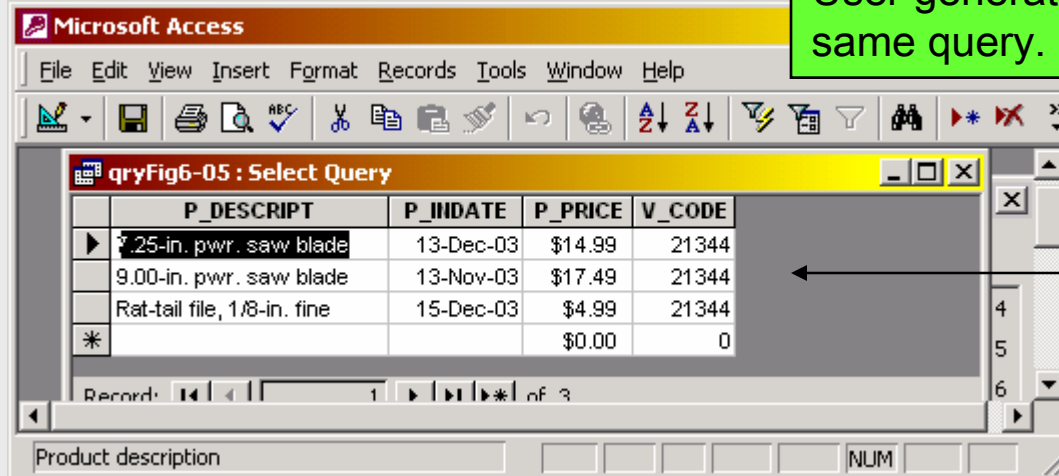 User generat
same query.
Microsoft Access
File Edit View Insert Format Records Tools Window Help
qryFig6-05 : Select Query
P_DESCRIPT P_INDATE P_PRICE V_CODE
7.25-in. pwr. saw blade 13-Dec-03 $14.99 21344
9.00-in. pwr. saw blade 13-Nov-03 $17.49 21344
Rat-tail file, 1/8-in. fine 15-Dec-03 $4.99 21344
$0.00 0
4
5
6
Record: 1 of 3
Product description NUM